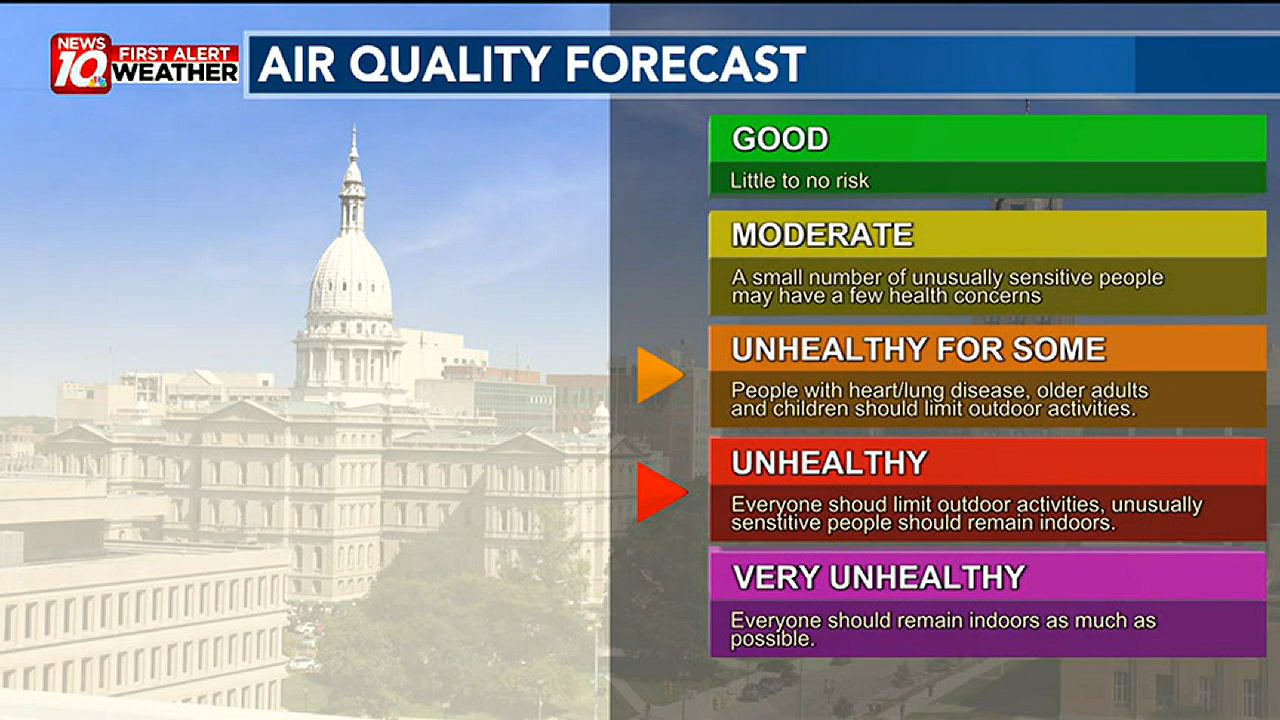 NEWS
10
FIRST ALERT
WEATHER
AIR QUALITY FORECAST
GOOD
Little to no risk
MODERATE
A small number of unusually sensitive people
may have a few health concerns
UNHEALTHY FOR SOME
People with heart/lung disease, older adults
and children should limit outdoor activities.
UNHEALTHY
Everyone shoud limit outdoor activities, unusually
senstitive people should remain indoors.
VERY UNHEALTHY
Everyone should remain indoors as much as
possible.